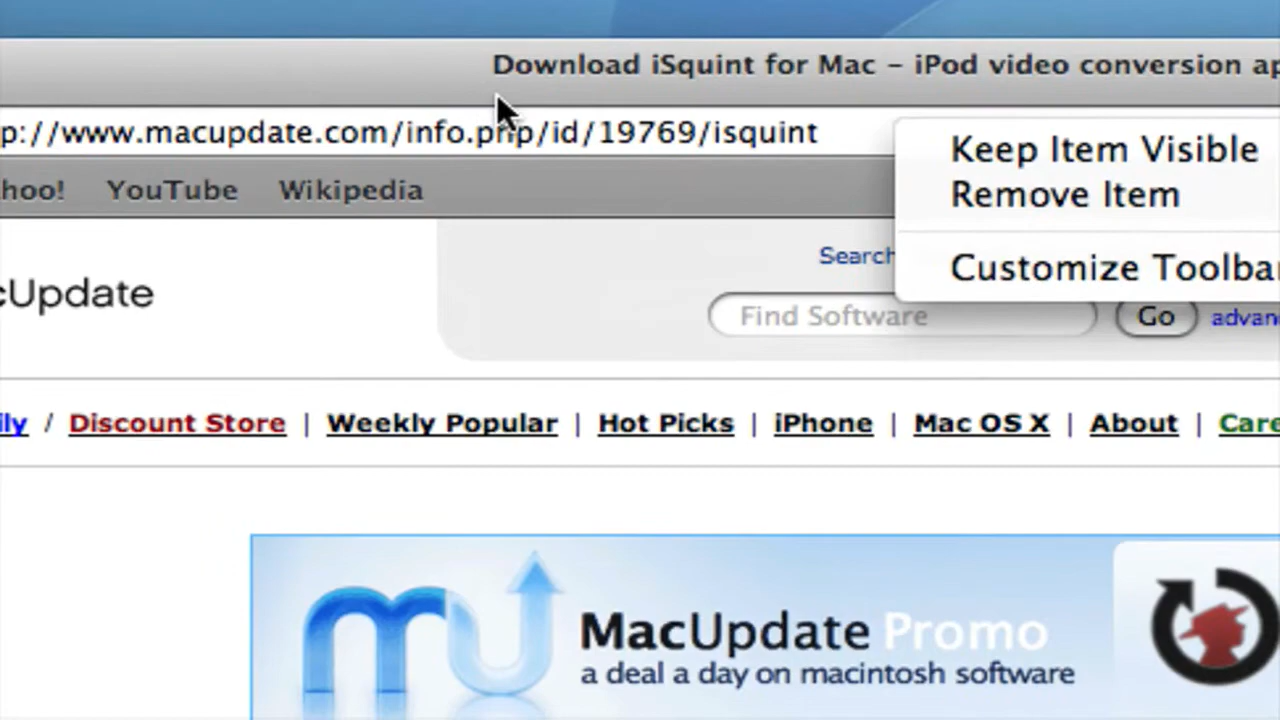 Download iSquint for Mac – iPod video conversion ap
p://www.macupdate.com/info.php/id/19769/isquint
Keep Item Visible
Remove Item
Customize Toolbar
hoo! YouTube Wikipedia
Search
cUpdate
Find Software Go advan
ily / Discount Store | Weekly Popular | Hot Picks | iPhone | Mac OS X | About | Care
mu
MacUpdate Promo
a deal a day on macintosh software